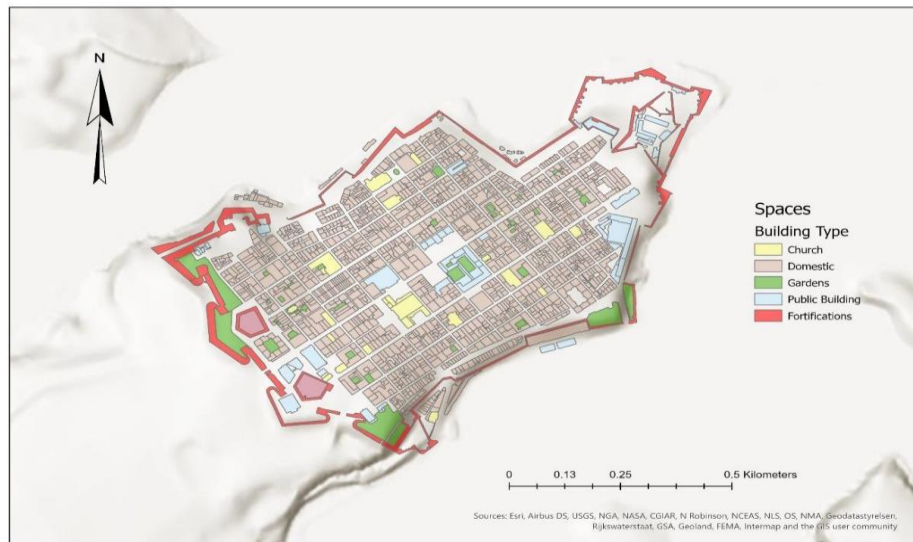 N
Spaces
Building Type
Church
Domestic
Gardens
Public Building
Fortifications
0 0.13 0.25 0.5 Kilometers
Sources: Esri, Airbus DS, USGS, NGA, NASA, CGIAR, N Robinson, NCEAS, NLS, OS, NMA, Geodatastyrelsen,
Rijkswaterstaat, GSA, Geoland, FEMA, Intermap and the GIS user community